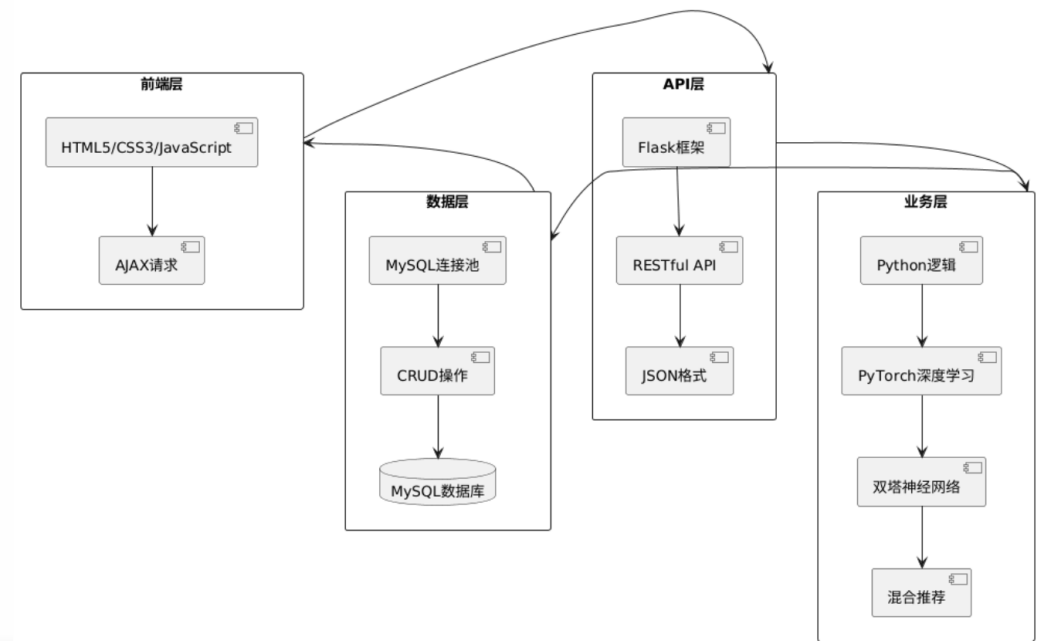 前端层
HTML5/CSS3/JavaScript
AJAX请求
数据层
MySQL连接池
CRUD操作
MySQL数据库
API层
Flask框架
RESTful API
JSON格式
业务层
Python逻辑
PyTorch深度学习
双塔神经网络
混合推荐